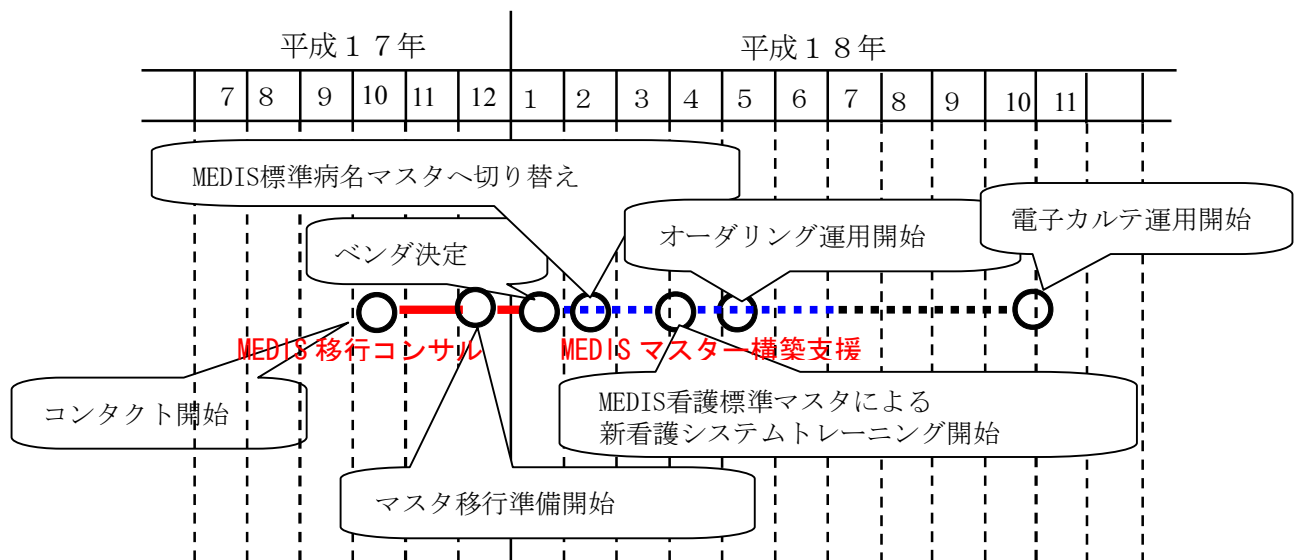 平成１７年 平成１８年
7 8 9 10 11 12 1 2 3 4 5 6 7 8 9 10 11
MEDIS標準病名マスタへ切り替え
ベンダ決定
オーダリング運用開始
電子カルテ運用開始
MEDIS 移行コンサル
MEDIS マスター構築支援
コンタクト開始
MEDIS看護標準マスタによる
新看護システムトレーニング開始
マスタ移行準備開始